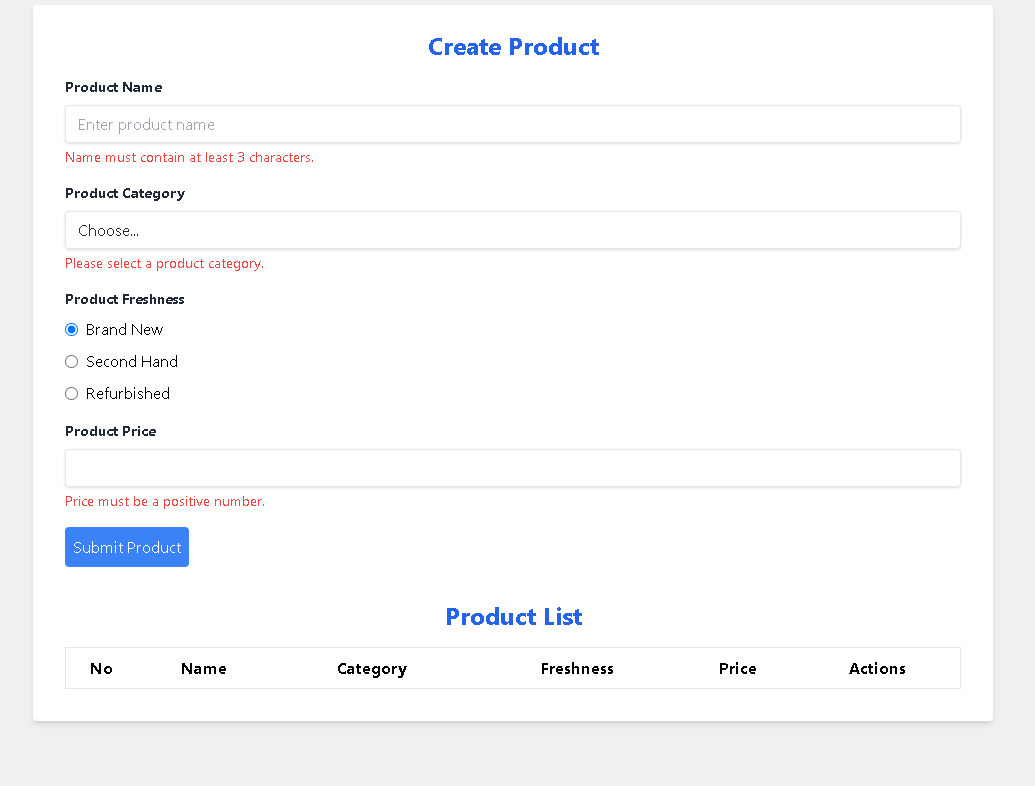 Create Product
Product Name
Enter product name
Name must contain at least 3 characters.
Product Category
Choose...
Please select a product category.
Product Freshness
Brand New
Second Hand
Refurbished
Product Price
Price must be a positive number.
Submit Product
Product List
No Name Category Freshness Price Actions